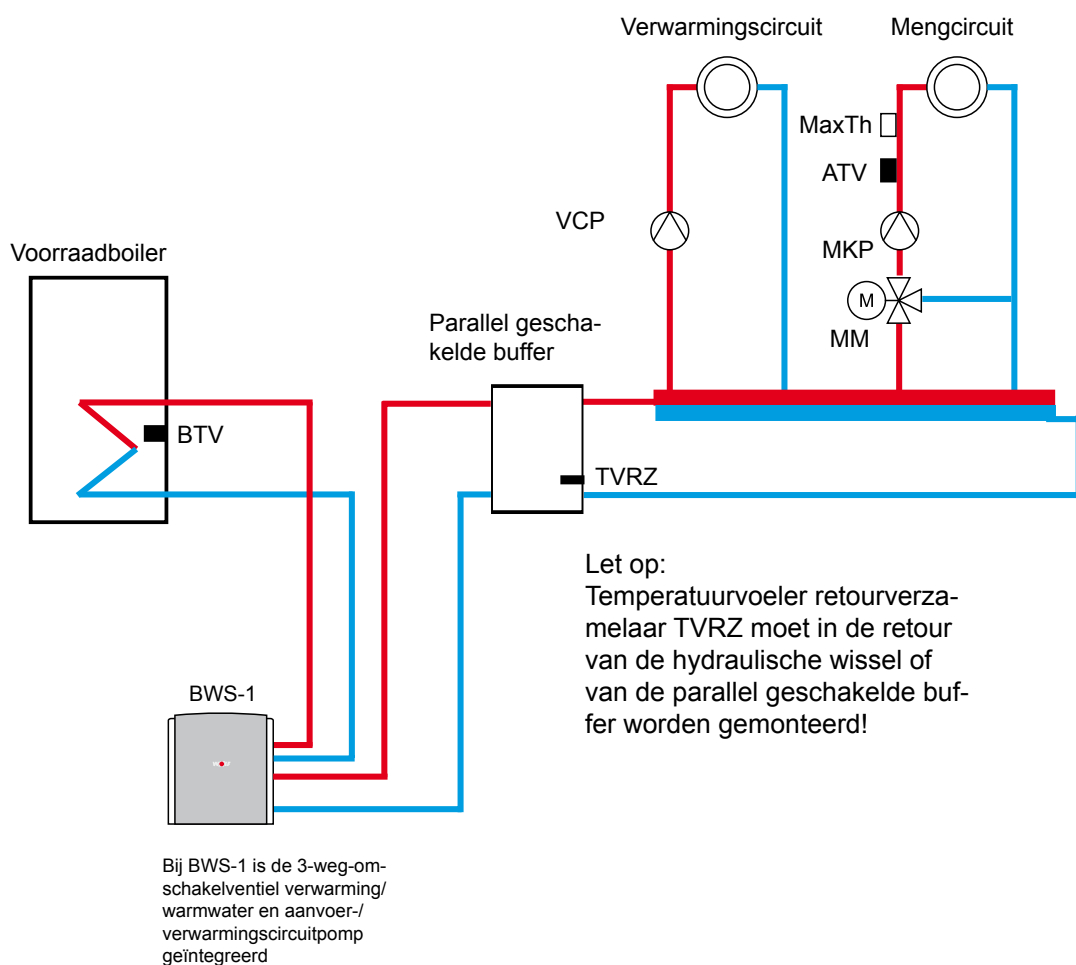 Verwarmingscircuit
Mengcircuit
MaxTh
ATV
VCP
MKP
Voorraadboiler
M
MM
Parallel gescha-
kelde buffer
BTV
TVRZ
Let op:
Temperatuurvoeler retourverza-
melaar TVRZ moet in de retour
van de hydraulische wissel of
van de parallel geschakelde buf-
fer worden gemonteerd!
BWS-1
Bij BWS-1 is de 3-weg-om-
schakelventiel verwarming/
warmwater en aanvoer-/
verwarmingscircuitpomp
geïntegreerd